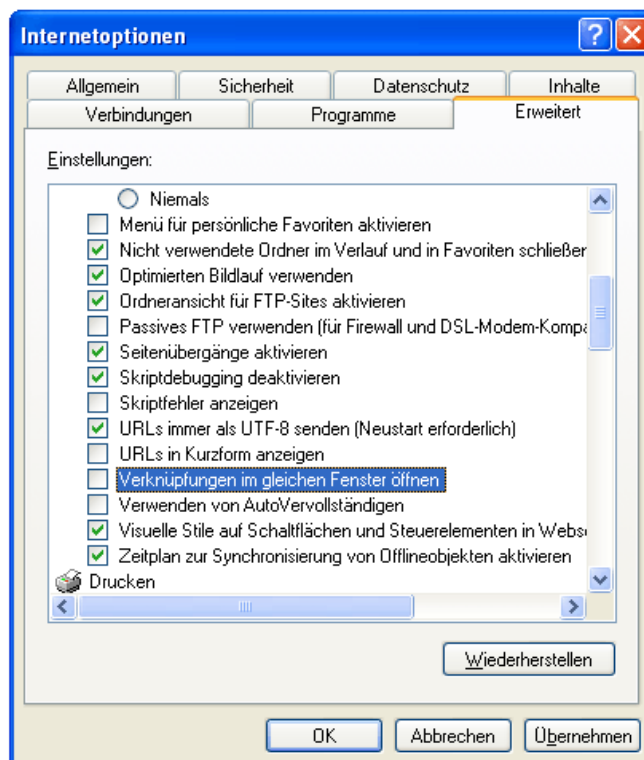 Internetoptionen
Allgemein Sicherheit Datenschutz Inhalte
Verbindungen Programme Erweitert
Einstellungen:
Niemals
Menü für persönliche Favoriten aktivieren
Nicht verwendete Ordner im Verlauf und in Favoriten schließen
Optimierten Bildlauf verwenden
Ordneransicht für FTP-Sites aktivieren
Passives FTP verwenden (für Firewall und DSL-Modem-Kompa
Seitenübergänge aktivieren
Skriptdebugging deaktivieren
Skriptfehler anzeigen
URLs immer als UTF-8 senden (Neustart erforderlich)
URLs in Kurzform anzeigen
Verknüpfungen im gleichen Fenster öffnen
Verwenden von AutoVervollständigen
Visuelle Stile auf Schaltflächen und Steuerelementen in Webse
Zeitplan zur Synchronisierung von Offlineobjekten aktivieren
Drucken
Wiederherstellen
OK Abbrechen Übernehmen